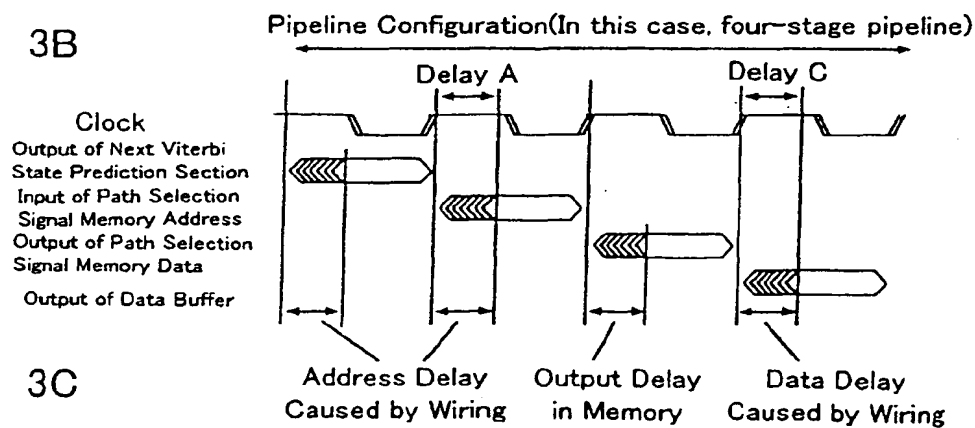 3B
Pipeline Configuration(In this case, four-stage pipeline)
Delay A
Delay C
Clock
Output of Next Viterbi
State Prediction Section
Input of Path Selection
Signal Memory Address
Output of Path Selection
Signal Memory Data
Output of Data Buffer
3C
Address Delay
Caused by Wiring
Output Delay
in Memory
Data Delay
Caused by Wiring